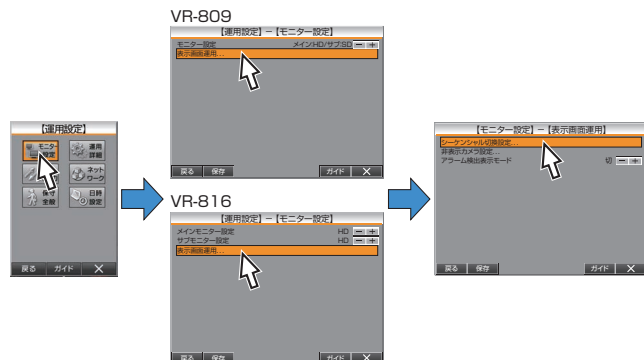 VR-809
【運用設定】－【モニター設定】
モニター設定 メイン:HD/サブ:SD － ＋
表示画面運用...
戻る 保存 ガイド ×
【運用設定】
モニター設定 運用詳細
ネットワーク
保守全般 日時設定
戻る ガイド ×
VR-816
【運用設定】－【モニター設定】
メインモニター設定 HD － ＋
サブモニター設定 HD － ＋
表示画面運用...
戻る 保存 ガイド ×
【モニター設定】－【表示画面運用】
シーケンシャル切換設定...
非表示カメラ設定...
アラーム検出表示モード 切 － ＋
戻る 保存 ガイド ×